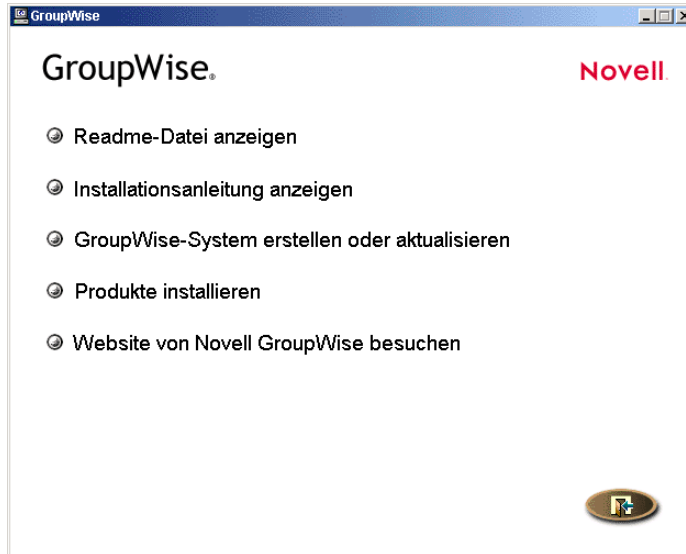 GroupWise
GroupWise®
Novell.
Readme-Datei anzeigen
Installationsanleitung anzeigen
GroupWise-System erstellen oder aktualisieren
Produkte installieren
Website von Novell GroupWise besuchen